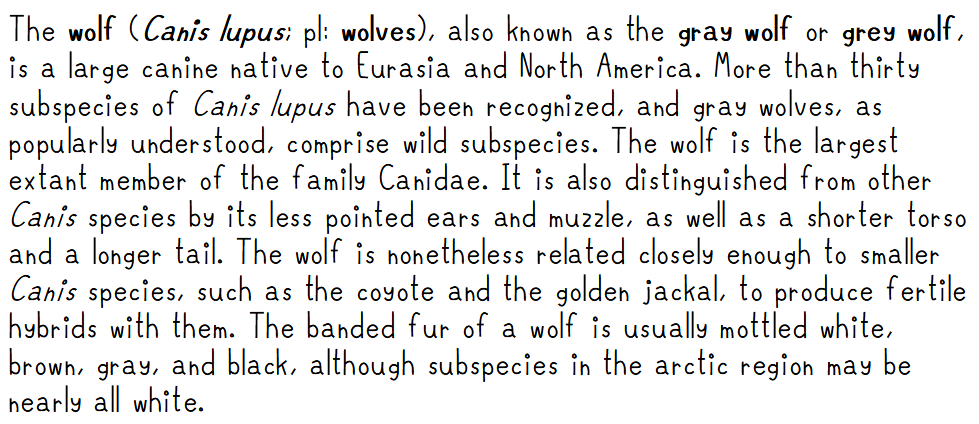 The wolf (Canis lupus; pl: wolves), also known as the gray wolf or grey wolf,
is a large canine native to Eurasia and North America. More than thirty
subspecies of Canis lupus have been recognized, and gray wolves, as
popularly understood, comprise wild subspecies. The wolf is the largest
extant member of the family Canidae. It is also distinguished from other
Canis species by its less pointed ears and muzzle, as well as a shorter torso
and a longer tail. The wolf is nonetheless related closely enough to smaller
Canis species, such as the coyote and the golden jackal, to produce fertile
hybrids with them. The banded fur of a wolf is usually mottled white,
brown, gray, and black, although subspecies in the arctic region may be
nearly all white.